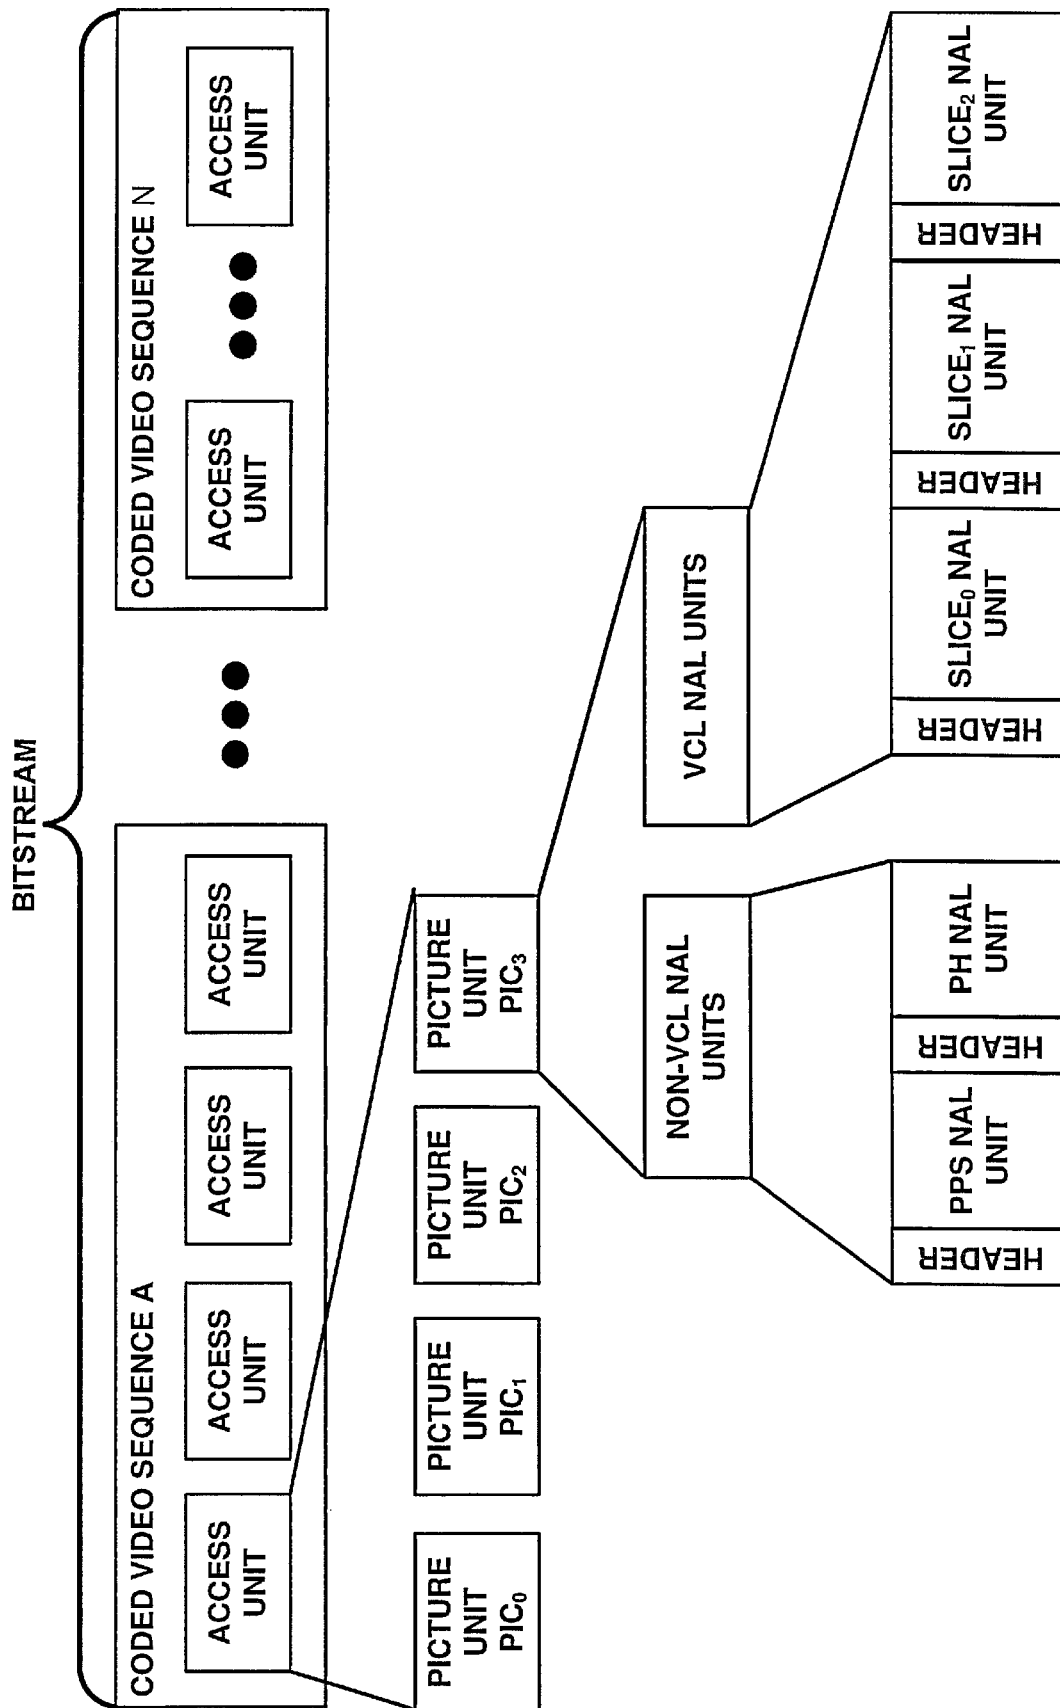 BITSTREAM
CODED VIDEO SEQUENCE A
ACCESS
UNIT
ACCESS
UNIT
ACCESS
UNIT
ACCESS
UNIT
CODED VIDEO SEQUENCE N
ACCESS
UNIT
ACCESS
UNIT
PICTURE
UNIT
PIC₀
PICTURE
UNIT
PIC₁
PICTURE
UNIT
PIC₂
PICTURE
UNIT
PIC₃
NON-VCL NAL
UNITS
VCL NAL UNITS
HEADER
PPS NAL
UNIT
HEADER
PH NAL
UNIT
HEADER
SLICE₀ NAL
UNIT
HEADER
SLICE₁ NAL
UNIT
HEADER
SLICE₂ NAL
UNIT